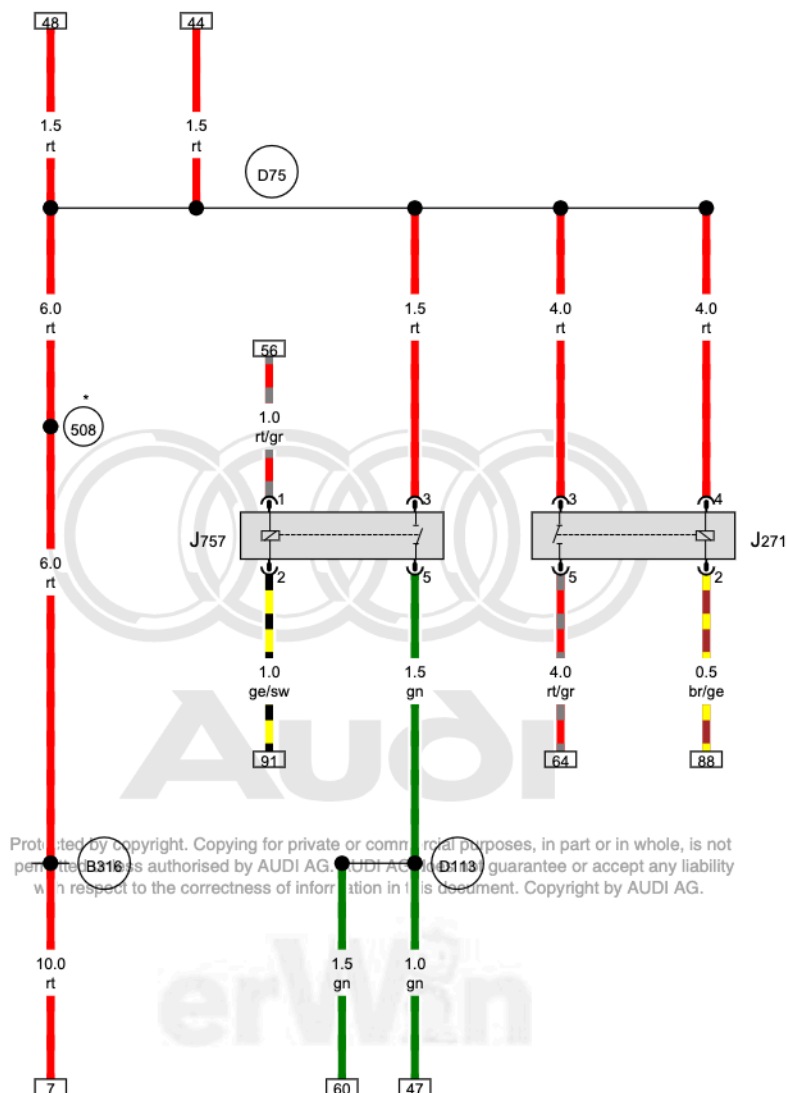 48
44
1.5
rt
1.5
rt
D75
6.0
rt
1.5
rt
4.0
rt
4.0
rt
56
1.0
rt/gr
*
508
1
3
3
4
J757
J271
2
5
5
2
6.0
rt
1.0
ge/sw
1.5
gn
4.0
rt/gr
0.5
br/ge
91
64
88
Audi
Protected by copyright. Copying for private or commercial purposes, in part or in whole, is not
permitted unless authorised by AUDI AG. AUDI AG does not guarantee or accept any liability
with respect to the correctness of information in this document. Copyright by AUDI AG.
B316
D113
10.0
rt
1.5
gn
1.0
gn
erWin
7
60
47